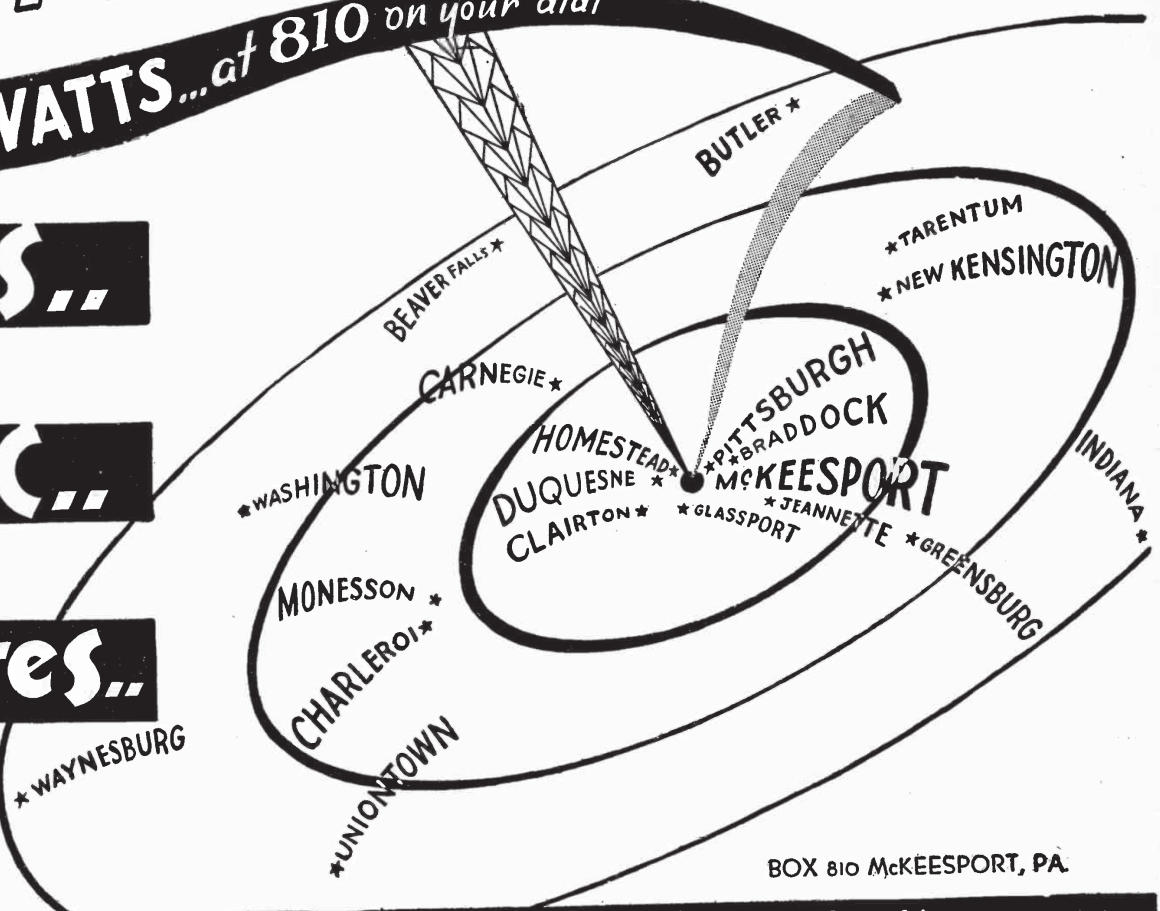 WATTS...at 810 on your dial
BUTLER
TARENTUM
NEW KENSINGTON
S..
BEAVER FALLS
CARNEGIE
PITTSBURGH
BRADDOCK
HOMESTEAD
McKEESPORT
INDIANA
C..
WASHINGTON
DUQUESNE
JEANNETTE
GLASSPORT
CLAIRTON
GREENSBURG
MONESSON
CHARLEROI
res..
WAYNESBURG
UNIONTOWN
BOX 810 McKEESPORT, PA.